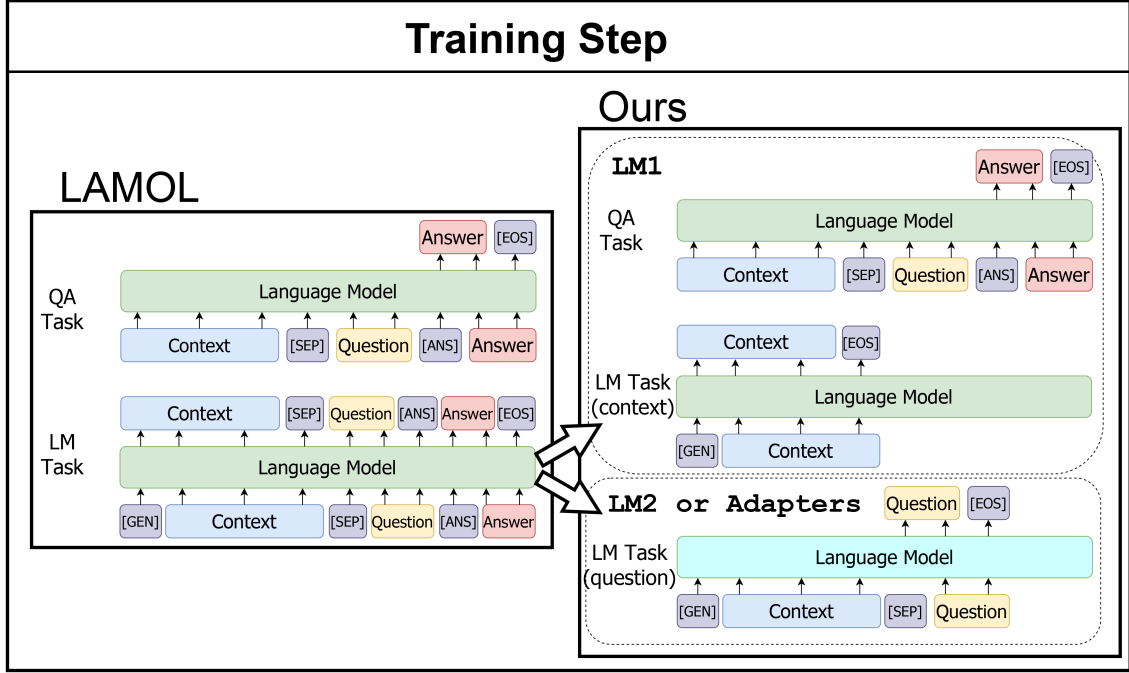 Training Step
LAMOL
Answer [EOS]
QA
Task
Language Model
Context [SEP] Question [ANS] Answer
Context [SEP] Question [ANS] Answer [EOS]
LM
Task
Language Model
[GEN] Context [SEP] Question [ANS] Answer
Ours
LM1
Answer [EOS]
QA
Task
Language Model
Context [SEP] Question [ANS] Answer
Context [EOS]
LM Task
(context)
Language Model
[GEN] Context
LM2 or Adapters
Question [EOS]
LM Task
(question)
Language Model
[GEN] Context [SEP] Question